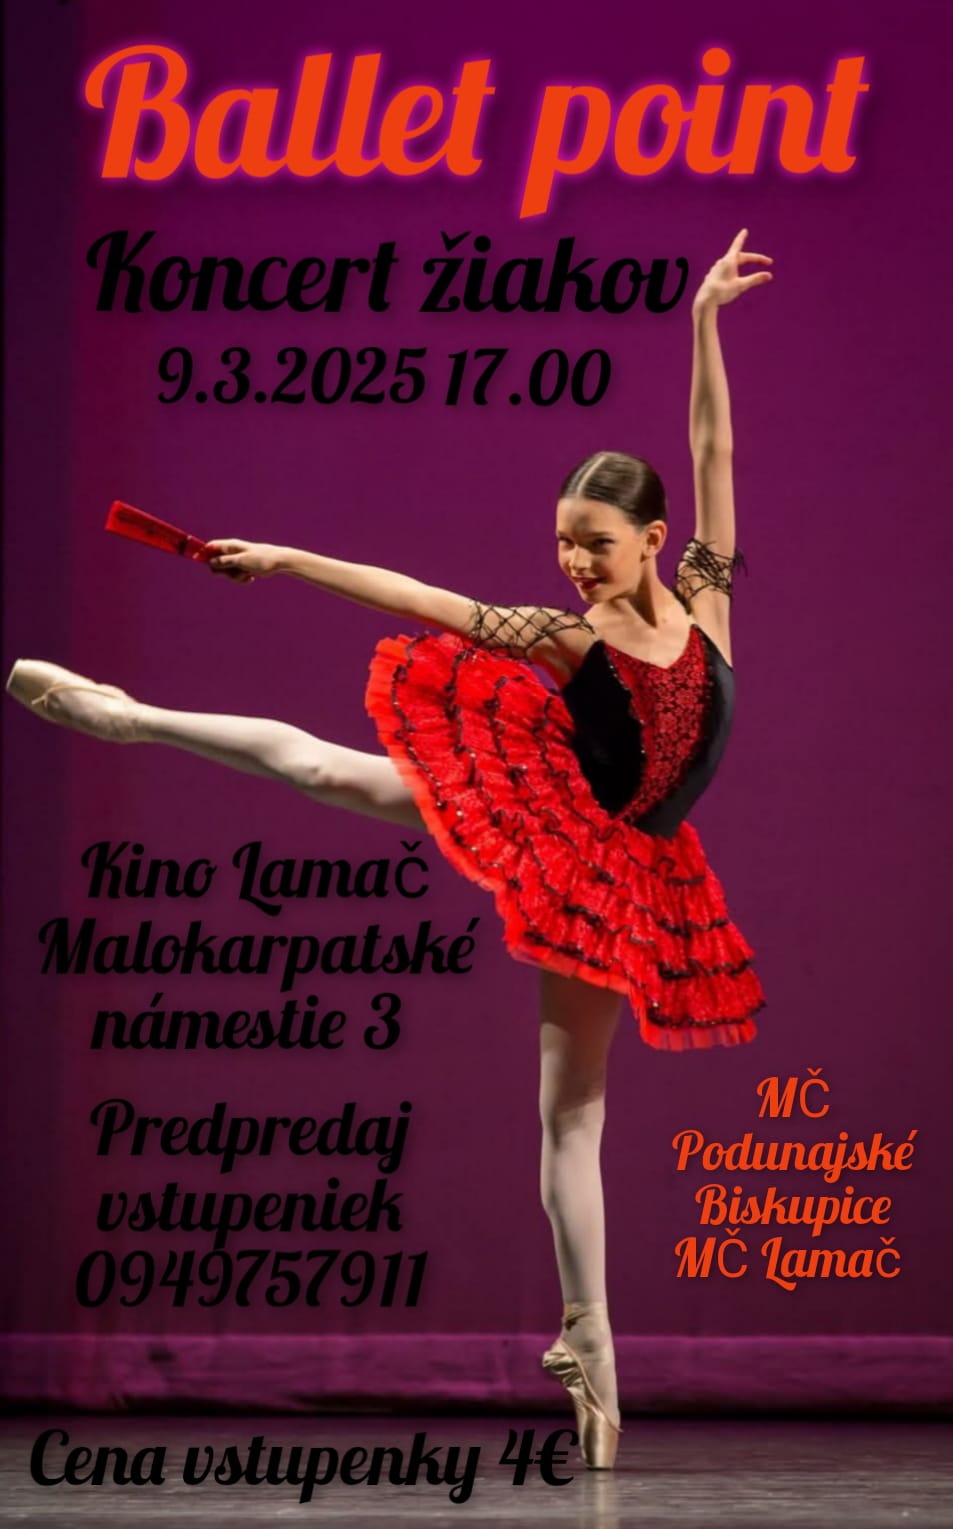 Ballet point
Koncert žiakov
9.3.2025 17.00
Kino Lamač
Malokarpatské
námestie 3
Predpredaj
vstupeniek
0949757911
MČ
Podunajské
Biskupice
MČ Lamač
Cena vstupenky 4€